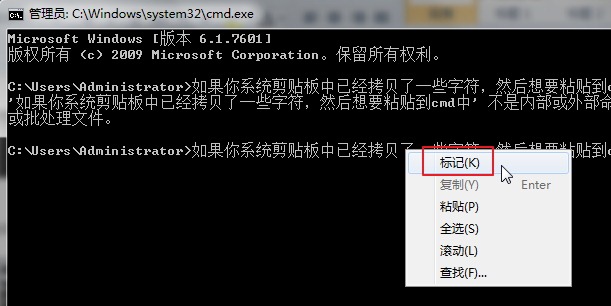 管理员: C:\Windows\system32\cmd.exe
Microsoft Windows [版本 6.1.7601]
版权所有 (c) 2009 Microsoft Corporation。保留所有权利。
C:\Users\Administrator>如果你系统剪贴板中已经拷贝了一些字符，然后想要粘贴到c
'如果你系统剪贴板中已经拷贝了一些字符，然后想要粘贴到cmd中' 不是内部或外部命
或批处理文件。
C:\Users\Administrator>如果你系统剪贴板中已经拷贝了一些字符，然后想要粘贴到c
标记(K)
复制(Y) Enter
粘贴(P)
全选(S)
滚动(L)
查找(F)...